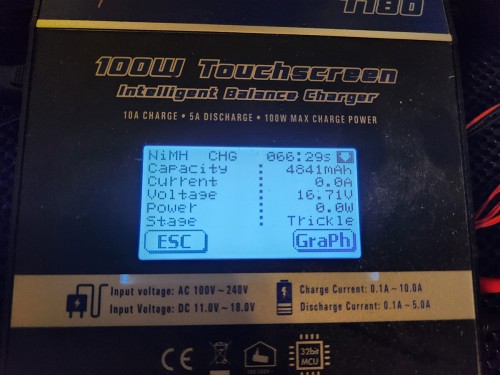 T180
100W Touchscreen
Intelligent Balance Charger
10A CHARGE • 5A DISCHARGE • 100W MAX CHARGE POWER
NiMH CHG 066:29s
Capacity : 4841mAh
Current : 0.0A
Voltage : 16.71V
Power : 0.0W
Stage : Trickle
ESC GraPh
Input voltage: AC 100V ~ 240V
Input Voltage: DC 11.0V ~ 18.0V
Charge Current: 0.1A ~ 10.0A
Discharge Current: 0.1A ~ 5.0A
CE
32bit
MCU